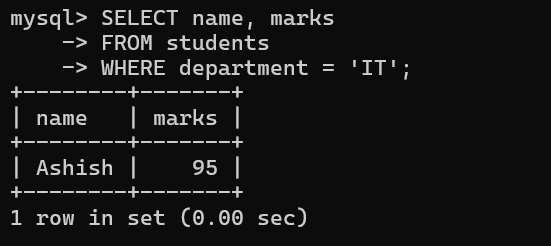 mysql> SELECT name, marks
    -> FROM students
    -> WHERE department = 'IT';
+--------+-------+
| name   | marks |
+--------+-------+
| Ashish |    95 |
+--------+-------+
1 row in set (0.00 sec)